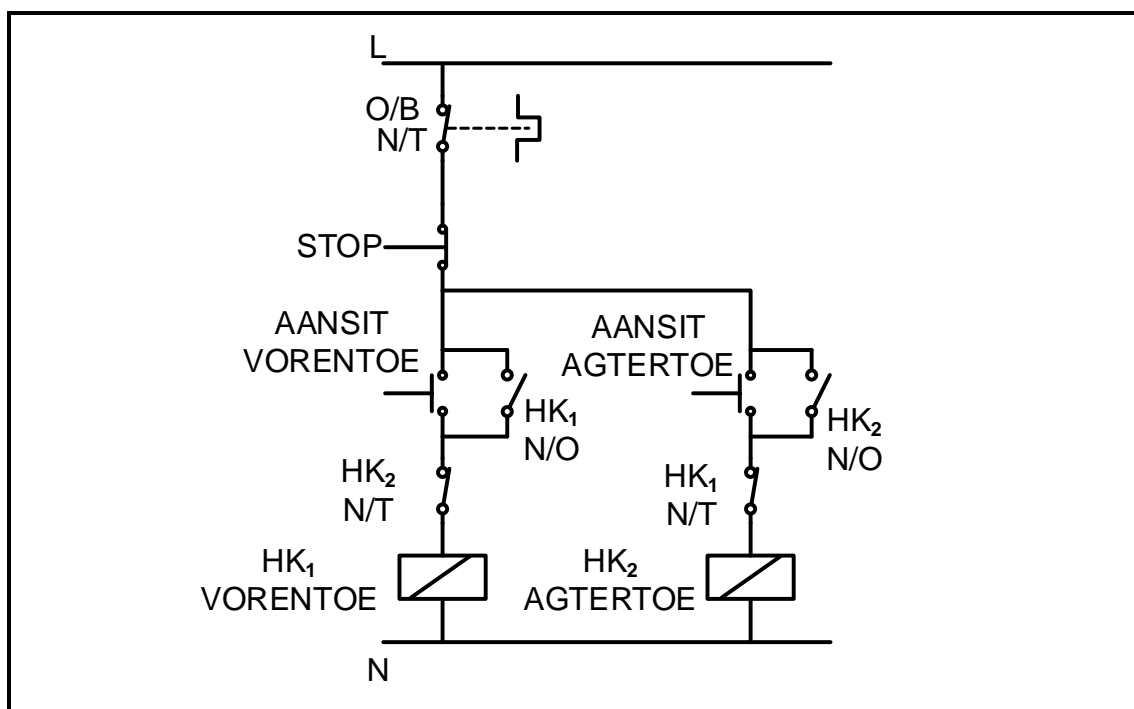 L
O/B
N/T
STOP
AANSIT
VORENTOE
AANSIT
AGTERTOE
HK₁
N/O
HK₂
N/O
HK₂
N/T
HK₁
N/T
HK₁
VORENTOE
HK₂
AGTERTOE
N